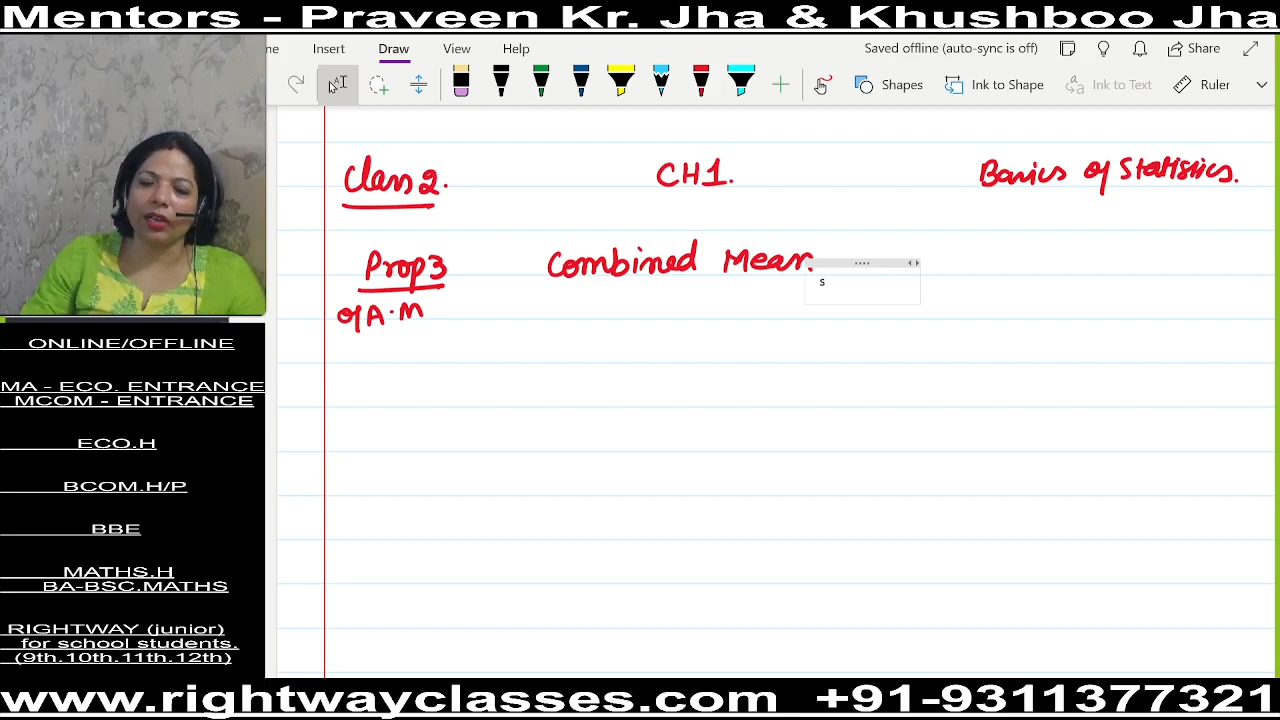 Mentors - Praveen Kr. Jha & Khushboo Jha
me Insert Draw View Help Saved offline (auto-sync is off) Share
Shapes Ink to Shape Ink to Text Ruler
Class 2. CH1. Basics of Statistics.
Prop 3 Combined Mean.
of A.M
s
ONLINE/OFFLINE
MA - ECO. ENTRANCE
MCOM - ENTRANCE
ECO.H
BCOM.H/P
BBE
MATHS.H
BA-BSC.MATHS
RIGHTWAY (junior)
for school students.
(9th.10th.11th.12th)
www.rightwayclasses.com +91-9311377321